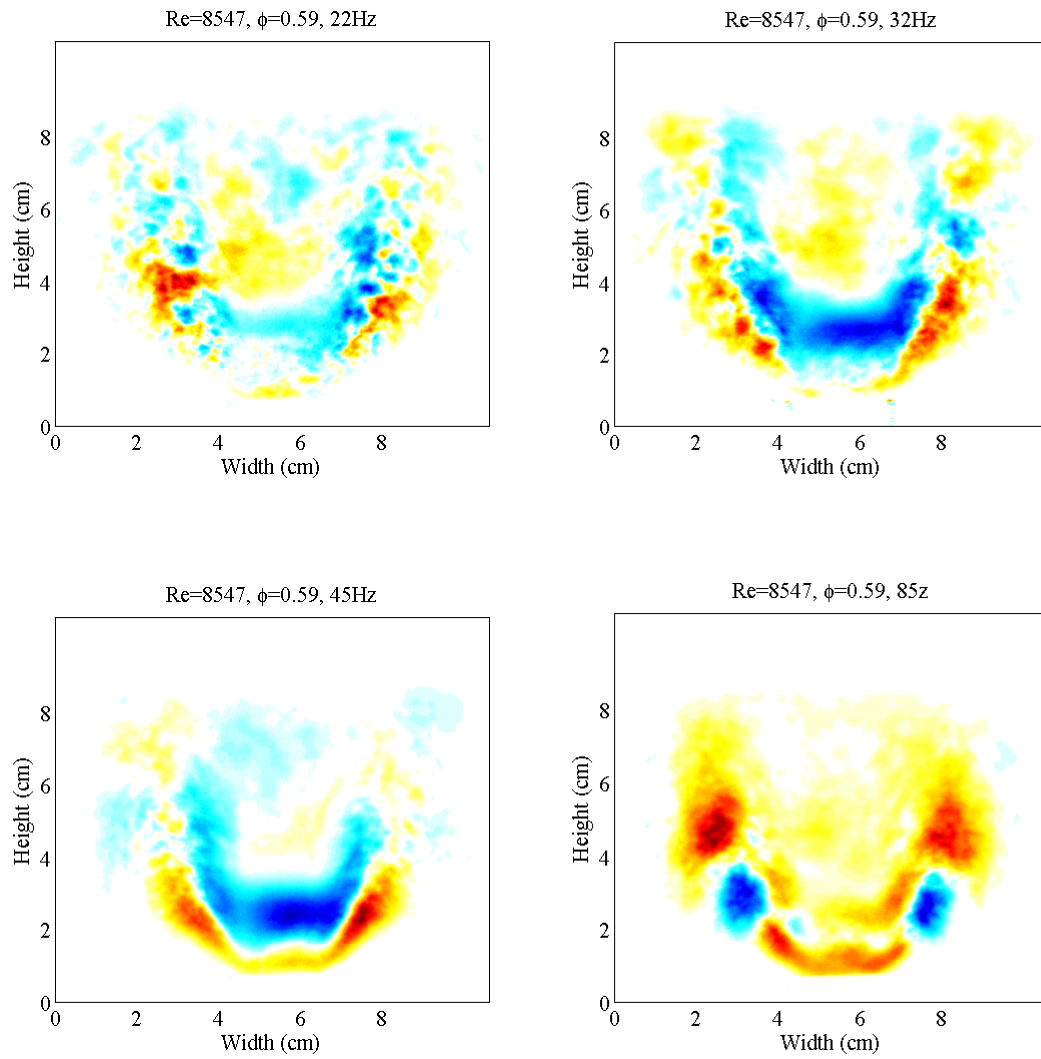 Re=8547, ϕ=0.59, 22Hz
Height (cm)
8
6
4
2
0
0 2 4 6 8
Width (cm)
Re=8547, ϕ=0.59, 32Hz
Height (cm)
8
6
4
2
0
0 2 4 6 8
Width (cm)
Re=8547, ϕ=0.59, 45Hz
Height (cm)
8
6
4
2
0
0 2 4 6 8
Width (cm)
Re=8547, ϕ=0.59, 85z
Height (cm)
8
6
4
2
0
0 2 4 6 8
Width (cm)